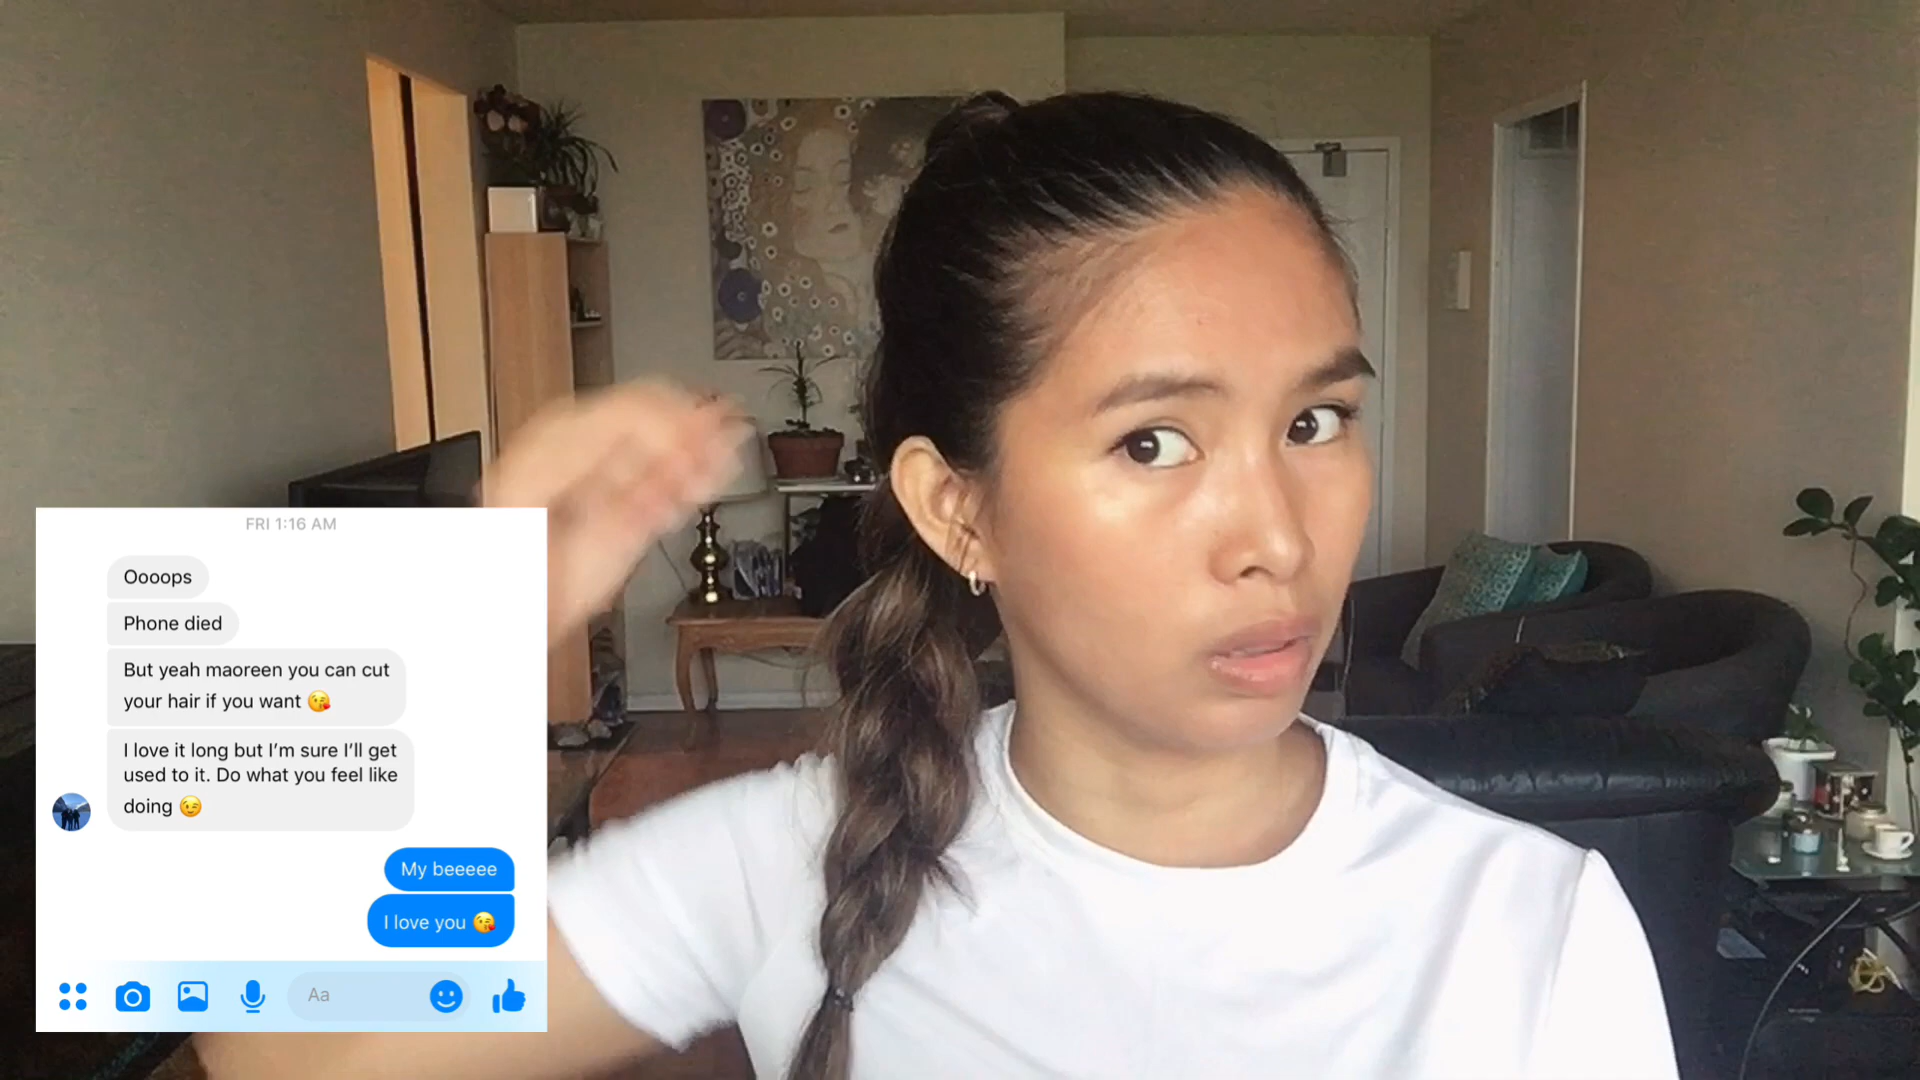 FRI 1:16 AM
Oooops
Phone died
But yeah maoreen you can cut
your hair if you want 😘
I love it long but I’m sure I’ll get
used to it. Do what you feel like
doing 😉
My beeeee
I love you 😘
Aa